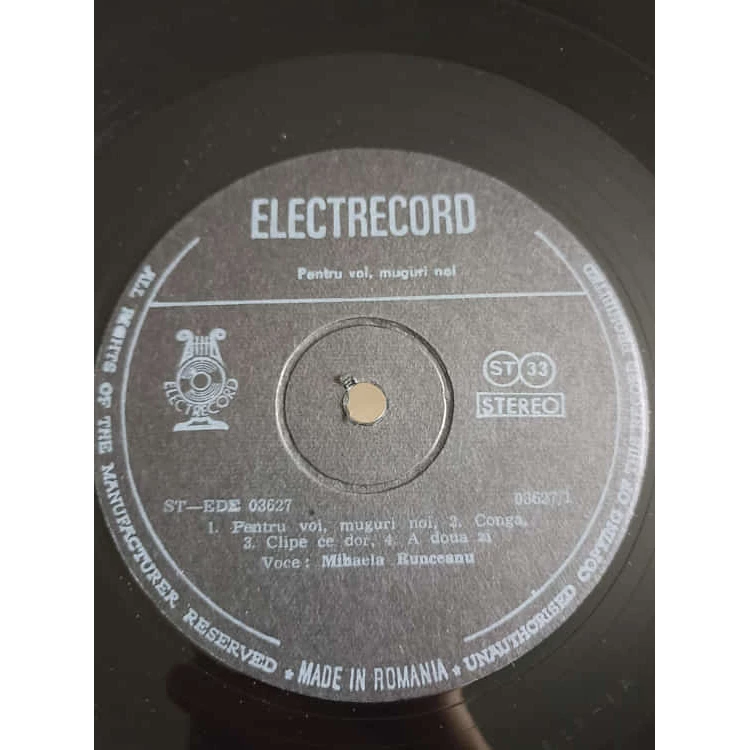 ELECTRECORD
Pentru voi, muguri noi
ELECTRECORD
ST 33
STEREO
ST—EDE 03627
03627/1
1. Pentru voi, muguri noi, 2. Conga,
3. Clipe ce dor, 4. A doua zi
Voce: Mihaela Runceanu
ALL RIGHTS OF THE MANUFACTURER RESERVED ★ MADE IN ROMANIA ★ UNAUTHORISED COPYING OF THE